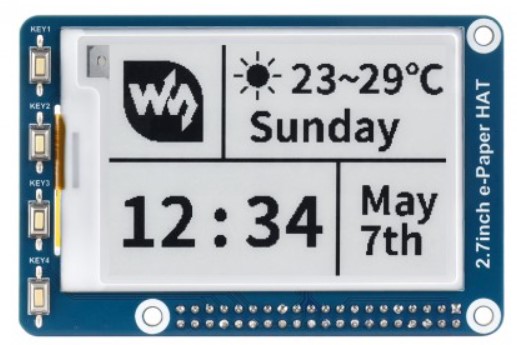 KEY1
KEY2
KEY3
KEY4
23~29°C
Sunday
12:34
May
7th
2.7inch e-Paper HAT